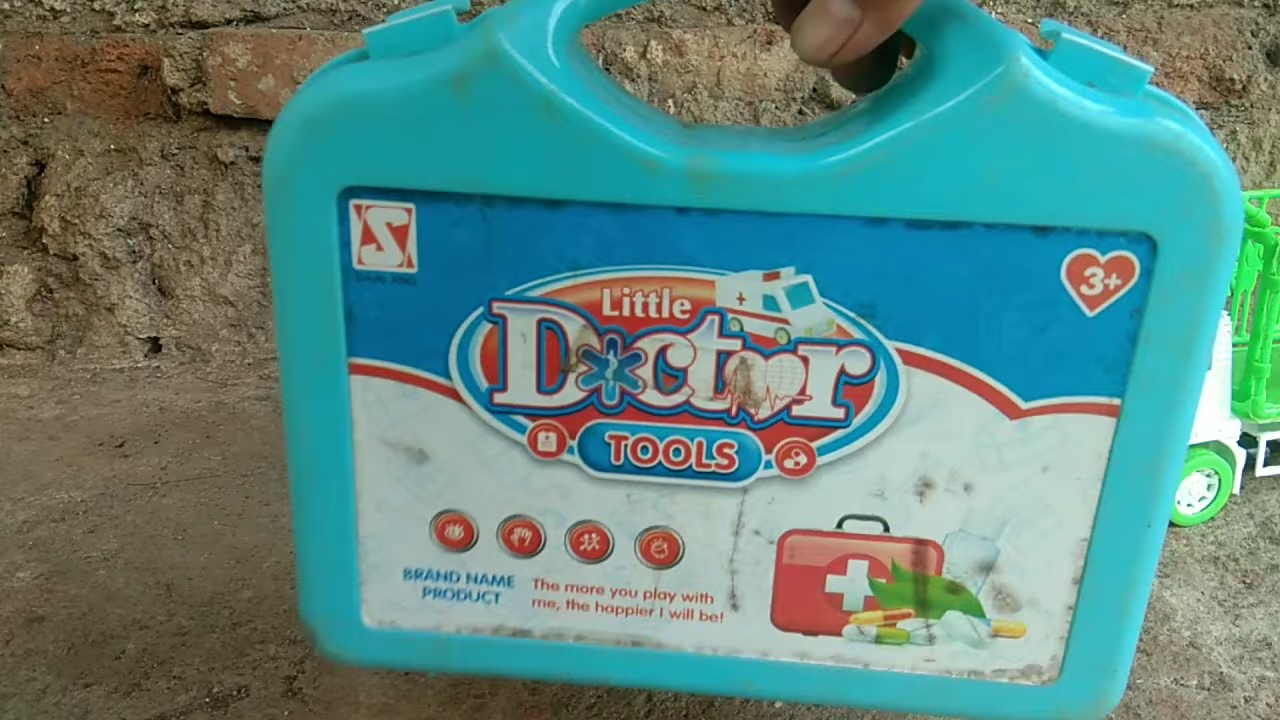 S
3+
Little
Doctor
TOOLS
BRAND NAME
PRODUCT
The more you play with
me, the happier I will be!